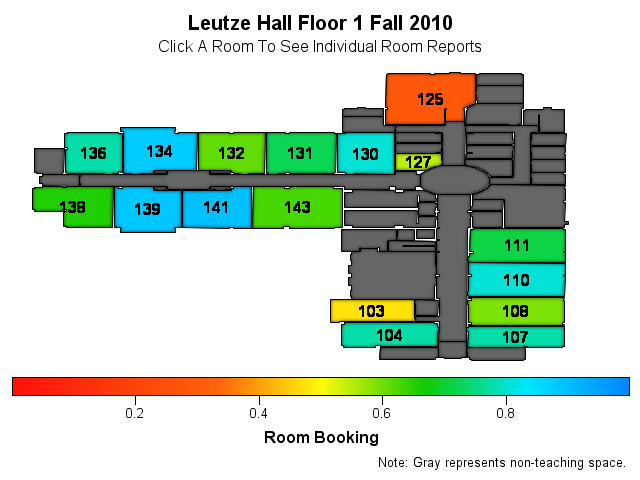 Leutze Hall Floor 1 Fall 2010
Click A Room To See Individual Room Reports
125
136 134 132 131 130 127
138 139 141 143
111
110
103 108
104 107
0.2 0.4 0.6 0.8
Room Booking
Note: Gray represents non-teaching space.